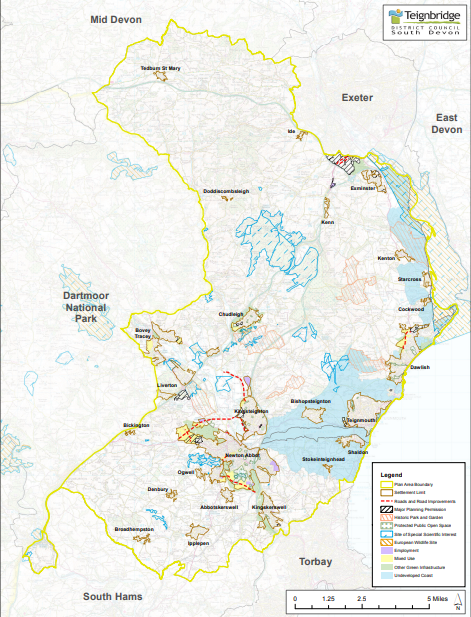 Mid Devon
Teignbridge
DISTRICT COUNCIL
South Devon
Tedburn St Mary
Exeter
East
Devon
Ide
Exminster
Doddiscombsleigh
Kenn
Kenton
Starcross
Dartmoor
National
Park
Cockwood
Chudleigh
Bovey
Tracey
Dawlish
Liverton
Bishopsteignton
Kingsteignton
Teignmouth
Bickington
Shaldon
Newton Abbot
Stokeinteignhead
Ogwell
Denbury
Abbotskerswell
Kingskerswell
Broadhempston
Ipplepen
Torbay
South Hams
Legend
Plan Area Boundary
Settlement Limit
Roads and Road Improvements
Major Planning Permission
Historic Park and Garden
Protected Public Open Space
Site of Special Scientific Interest
European Wildlife Site
Employment
Mixed Use
Other Green Infrastructure
Undeveloped Coast
0 1.25 2.5 5 Miles
N